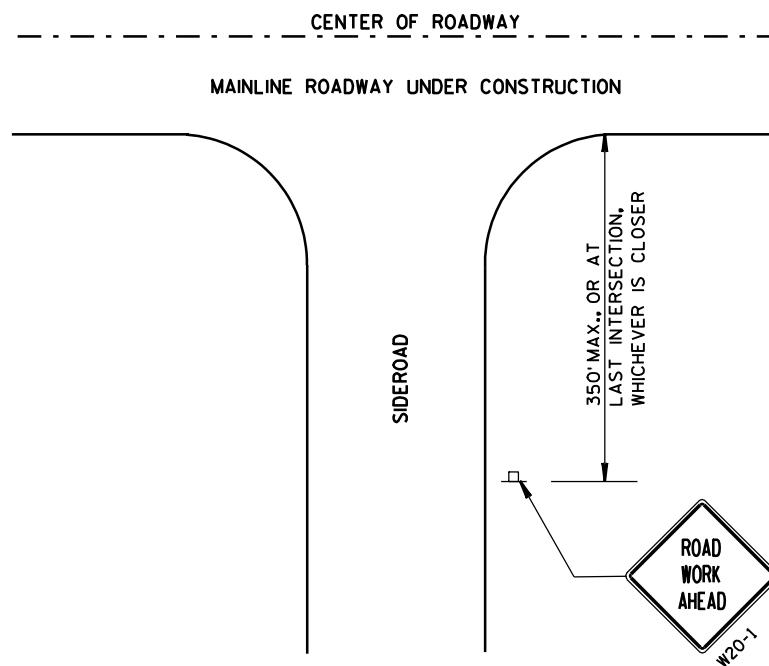 CENTER OF ROADWAY
MAINLINE ROADWAY UNDER CONSTRUCTION
350' MAX., OR AT
LAST INTERSECTION,
WHICHEVER IS CLOSER
SIDEROAD
ROAD
WORK
AHEAD
W20-1